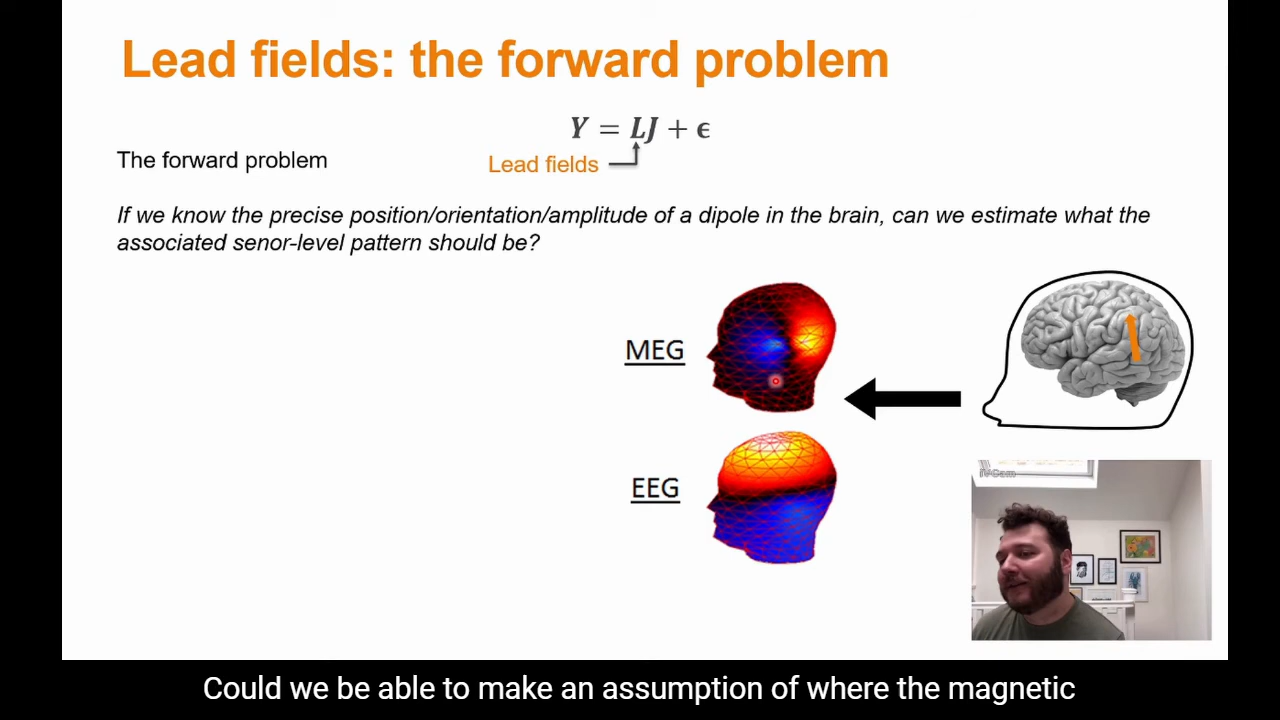 Lead fields: the forward problem
Y = LJ + ϵ
The forward problem
Lead fields
If we know the precise position/orientation/amplitude of a dipole in the brain, can we estimate what the
associated senor-level pattern should be?
MEG
EEG
Could we be able to make an assumption of where the magnetic